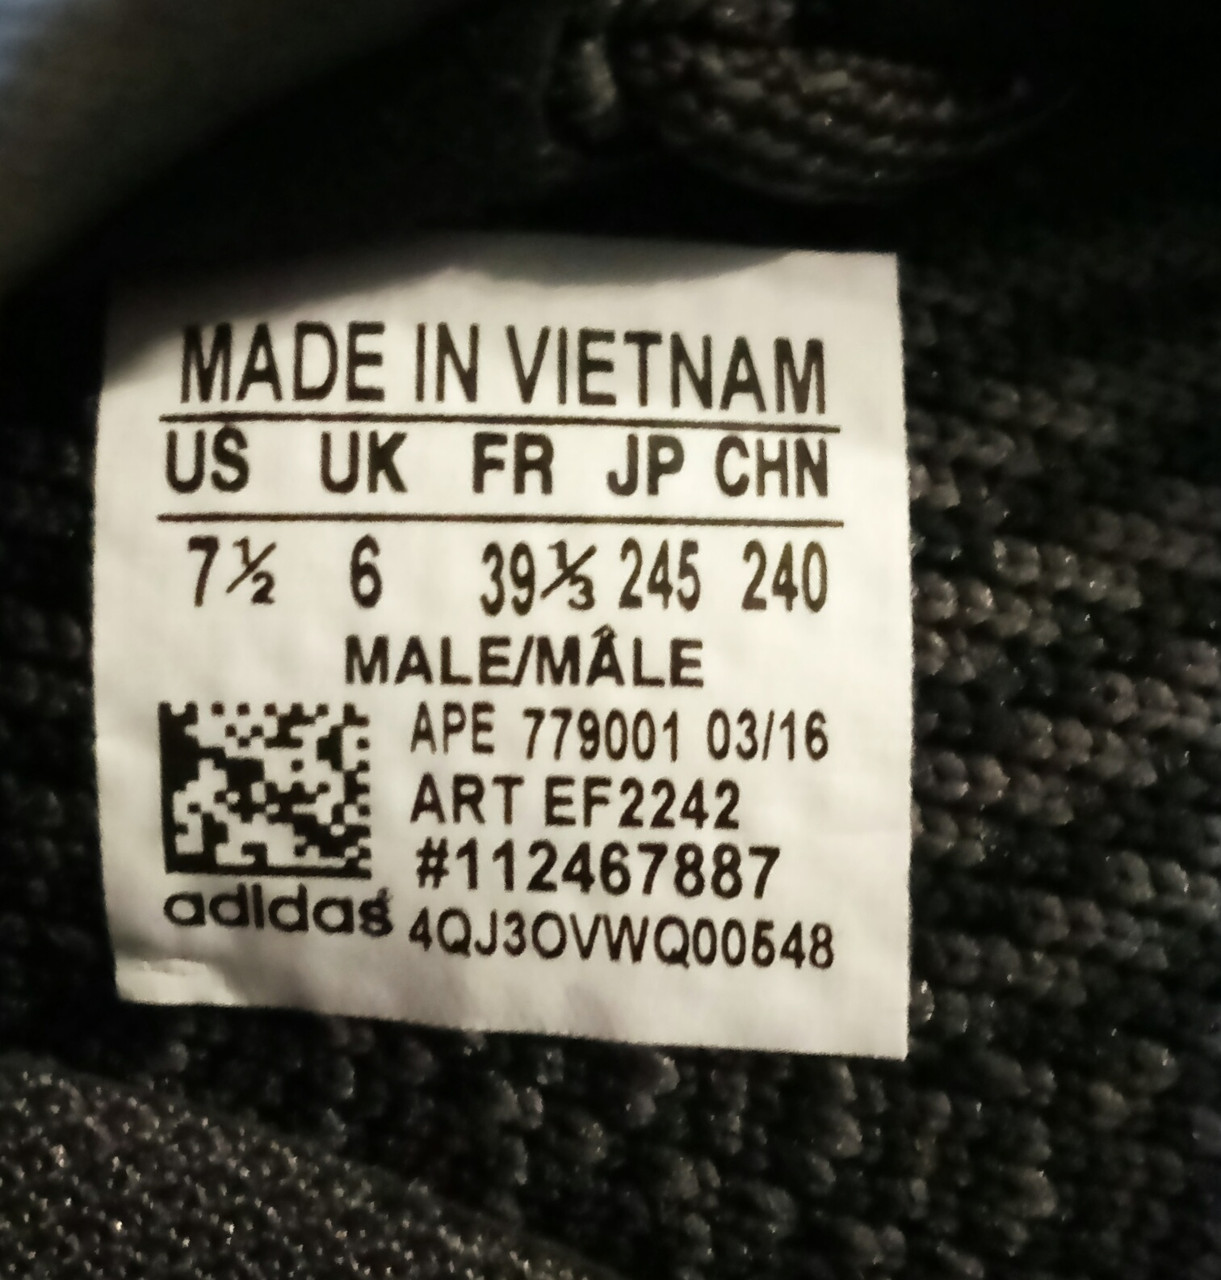 MADE IN VIETNAM
US UK FR JP CHN
7½ 6 39⅓ 245 240
MALE/MÂLE
APE 779001 03/16
ART EF2242
#112467887
adidas 4QJ3OVWQ00548